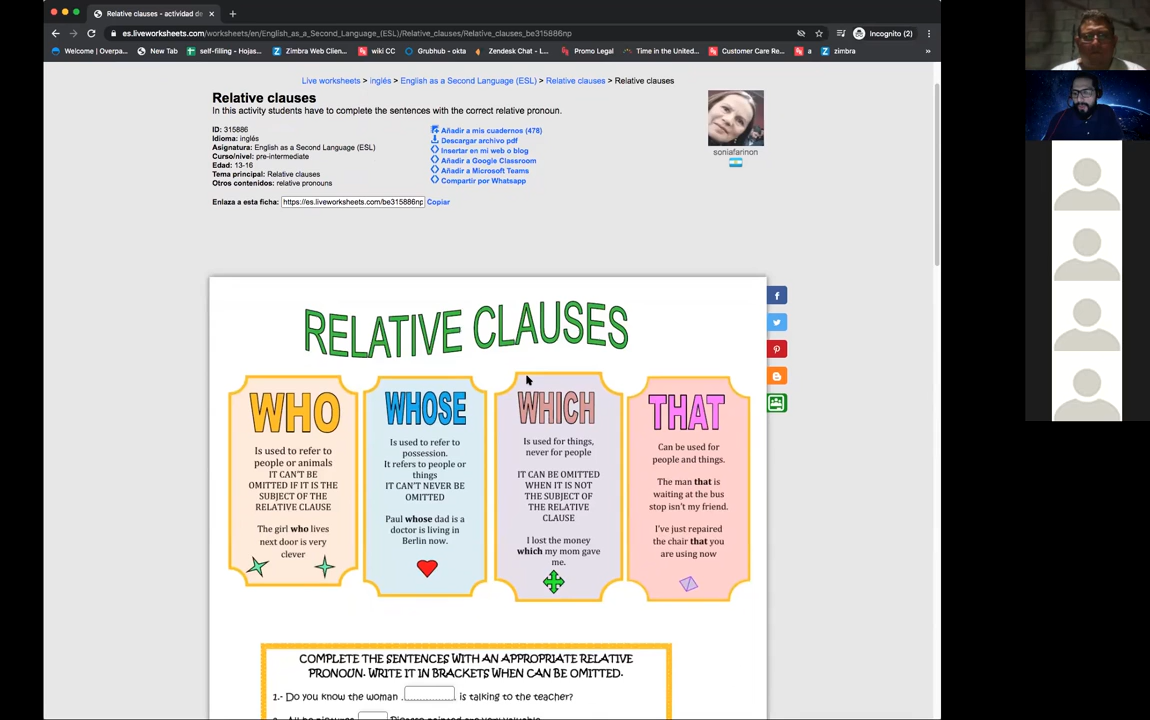 Relative clauses - actividad de
es.liveworksheets.com/worksheets/en/English_as_a_Second_Language_(ESL)/Relative_clauses/Relative_clauses_be315886np
Incognito (2)
Welcome | Overpa...
New Tab
self-filling - Hojas...
Zimbra Web Clien...
wiki CC
Grubhub - okta
Zendesk Chat - L...
Promo Legal
Time in the United...
Customer Care Re...
a
zimbra
»
Live worksheets > inglés > English as a Second Language (ESL) > Relative clauses > Relative clauses
Relative clauses
In this activity students have to complete the sentences with the correct relative pronoun.
ID: 315886
Idioma: inglés
Asignatura: English as a Second Language (ESL)
Curso/nivel: pre-intermediate
Edad: 13-16
Tema principal: Relative clauses
Otros contenidos: relative pronouns
Añadir a mis cuadernos (478)
Descargar archivo pdf
Insertar en mi web o blog
Añadir a Google Classroom
Añadir a Microsoft Teams
Compartir por Whatsapp
soniafarinon
Enlaza a esta ficha: https://es.liveworksheets.com/be315886np Copiar
RELATIVE CLAUSES
WHO
Is used to refer to
people or animals
IT CAN'T BE
OMITTED IF IT IS THE
SUBJECT OF THE
RELATIVE CLAUSE
The girl who lives
next door is very
clever
WHOSE
Is used to refer to
possession.
It refers to people or
things
IT CAN'T NEVER BE
OMITTED
Paul whose dad is a
doctor is living in
Berlin now.
WHICH
Is used for things,
never for people
IT CAN BE OMITTED
WHEN IT IS NOT
THE SUBJECT OF
THE RELATIVE
CLAUSE
I lost the money
which my mom gave
me.
THAT
Can be used for
people and things.
The man that is
waiting at the bus
stop isn't my friend.
I've just repaired
the chair that you
are using now
COMPLETE THE SENTENCES WITH AN APPROPRIATE RELATIVE
PRONOUN. WRITE IT IN BRACKETS WHEN CAN BE OMITTED.
1.- Do you know the woman is talking to the teacher?